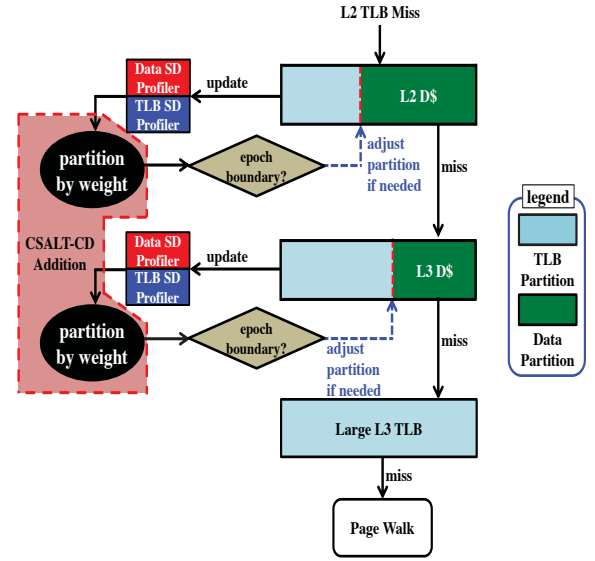 L2 TLB Miss
Data SD
Profiler
TLB SD
Profiler
update
L2 D$
partition
by weight
epoch
boundary?
adjust
partition
if needed
miss
legend
TLB
Partition
Data
Partition
CSALT-CD
Addition
Data SD
Profiler
TLB SD
Profiler
update
L3 D$
partition
by weight
epoch
boundary?
adjust
partition
if needed
miss
Large L3 TLB
miss
Page Walk